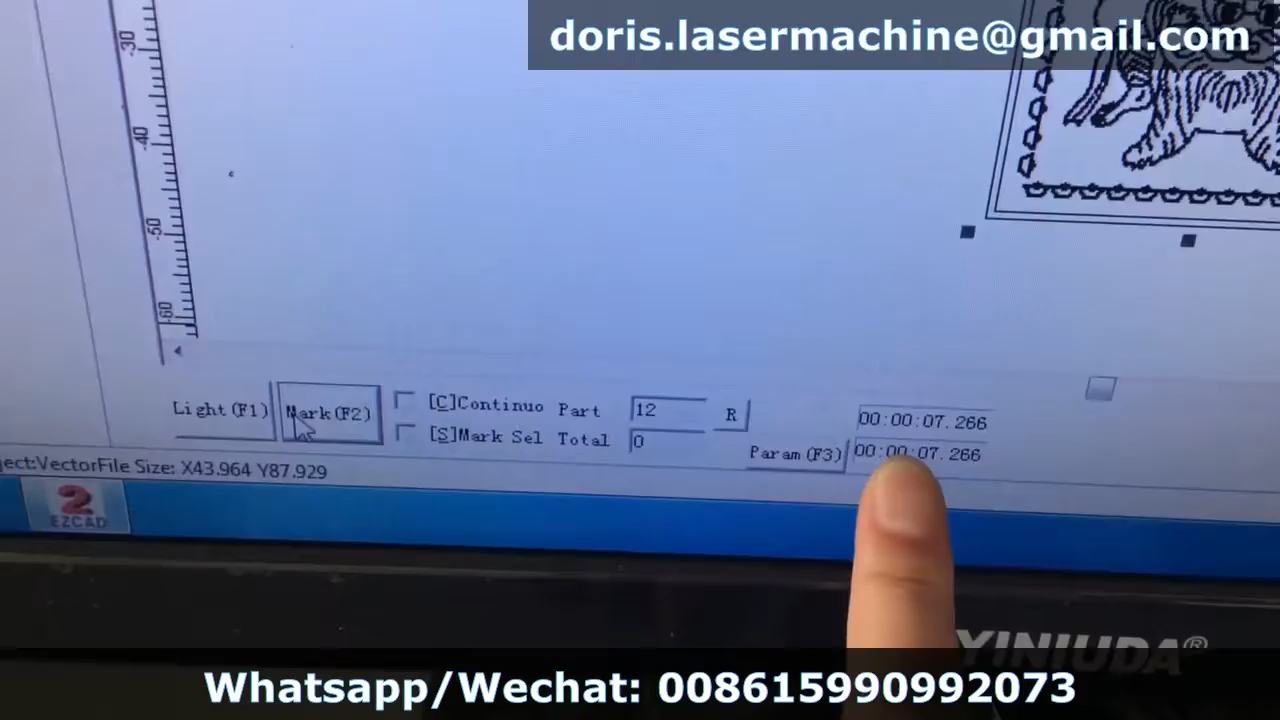 doris.lasermachine@gmail.com
-30
-40
-50
-60
Light(F1)
Mark(F2)
[C]Continuo Part 12 R
[S]Mark Sel Total 0
Param(F3)
00:00:07.266
00:00:07.266
ject:VectorFile Size: X43.964 Y87.929
2
EZCAD
YINIUDA®
Whatsapp/Wechat: 008615990992073